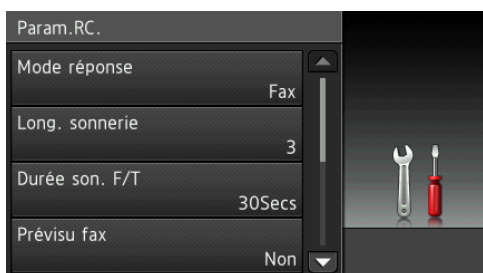 Param.RC.
Mode réponse
Fax
Long. sonnerie
3
Durée son. F/T
30Secs
Prévisu fax
Non